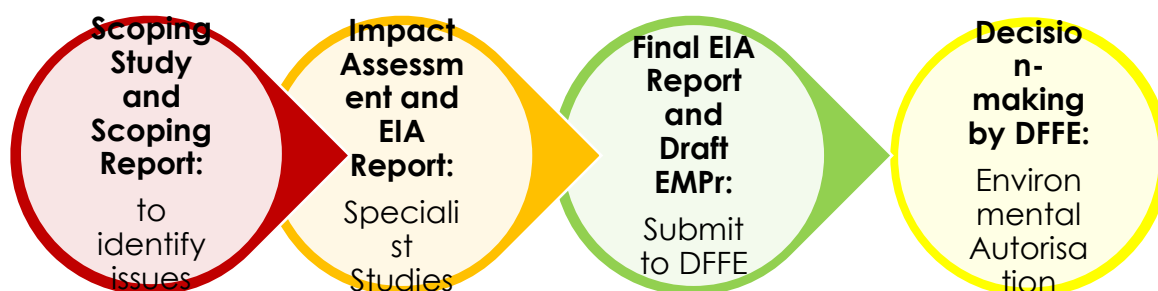 Scoping
Study
and
Scoping
Report:
to
identify
issues
Impact
Assessm
ent and
EIA
Report:
Speciali
st
Studies
Final EIA
Report
and
Draft
EMPr:
Submit
to DFFE
Decisio
n-
making
by DFFE:
Environ
mental
Autorisa
tion